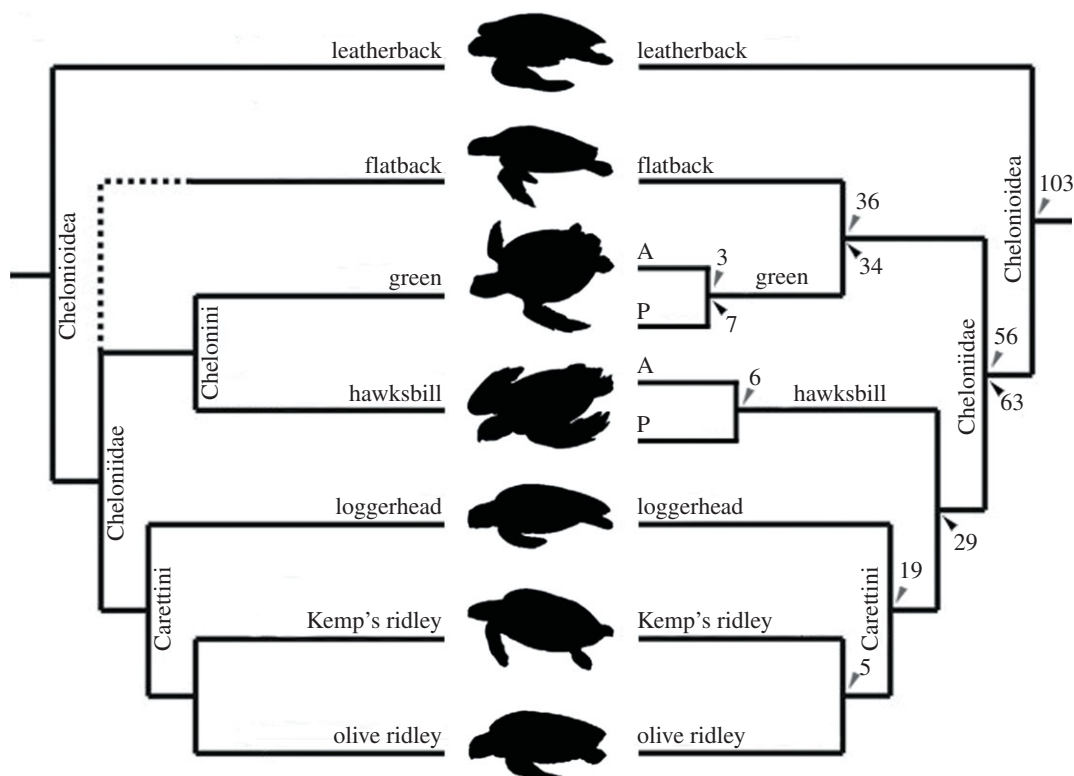 leatherback
leatherback
flatback
flatback
Chelonioidea
Chelonioidea
103
36
34
green
A
3
green
P
7
Chelonini
hawksbill
A
6
hawksbill
P
Cheloniidae
Cheloniidae
56
63
loggerhead
loggerhead
29
19
Carettini
Carettini
Kemp's ridley
Kemp's ridley
5
olive ridley
olive ridley